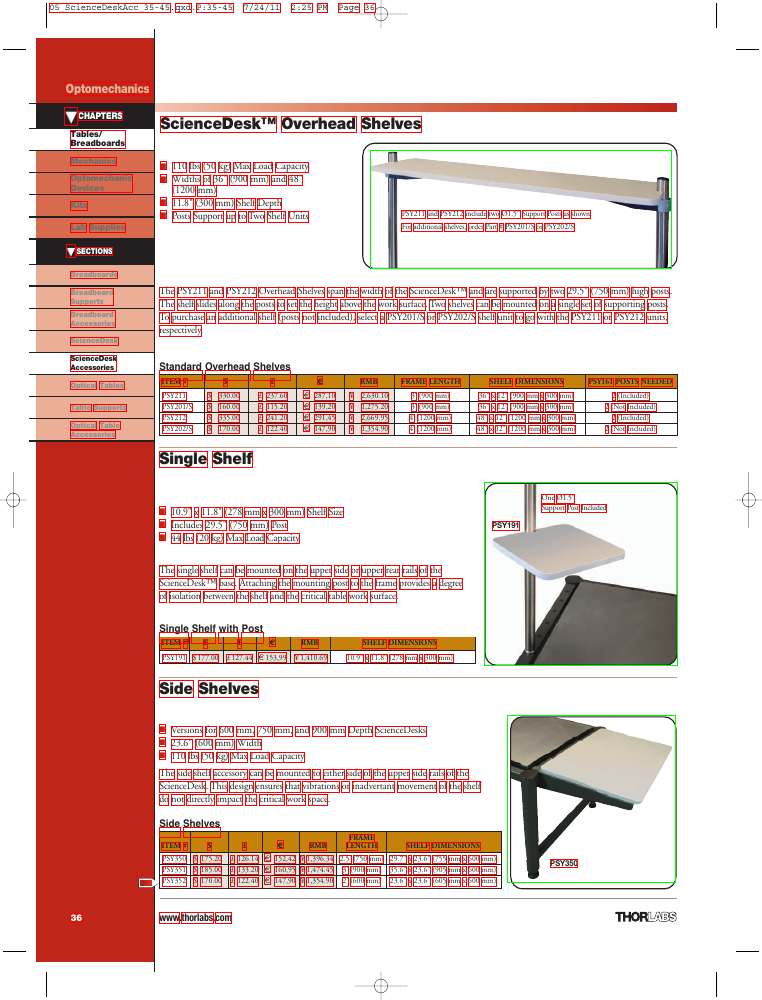 05 ScienceDeskAcc 35-45.qxd.P:35-45 7/24/11 2:25 PM Page 36
Optomechanics
▼ CHAPTERS
Tables/
Breadboards
Mechanics
Optomechanic
Devices
Kits
Lab Supplies
▼ SECTIONS
Breadboards
Breadboard
Supports
Breadboard
Accessories
ScienceDesk
ScienceDesk
Accessories
Optical Tables
Table Supports
Optical Table
Accessories
ScienceDesk™ Overhead Shelves
110 lbs (50 kg) Max Load Capacity
Widths of 36" (900 mm) and 48"
(1200 mm)
11.8" (300 mm) Shelf Depth
Posts Support up to Two Shelf Units
PSY211 and PSY212 include two Ø1.5" Support Posts as shown
For additional shelves, order Part # PSY201/S or PSY202/S
The PSY211 and PSY212 Overhead Shelves span the width of the ScienceDesk™ and are supported by two 29.5" (750 mm) high posts.
The shelf slides along the posts to set the height above the work surface. Two shelves can be mounted on a single set of supporting posts.
To purchase an additional shelf (posts not included), select a PSY201/S or PSY202/S shelf unit to go with the PSY211 or PSY212 units,
respectively
Standard Overhead Shelves
ITEM # $ £ € RMB FRAME LENGTH SHELF DIMENSIONS PSY161 POSTS NEEDED
PSY211 $ 330.00 £ 237.60 € 287,10 ¥ 2,630.10 3' (900 mm) 36" x 12" (900 mm x 300 mm) 2 (Included)
PSY201/S $ 160.00 £ 115.20 € 139,20 ¥ 1,275.20 3' (900 mm) 36" x 12" (900 mm x 300 mm) 2 (Not Included)
PSY212 $ 335.00 £ 241.20 € 291,45 ¥ 2,669.95 4' (1200 mm) 48" x 12" (1200 mm x 300 mm) 2 (Included)
PSY202/S $ 170.00 £ 122.40 € 147,90 ¥ 1,354.90 4' (1200 mm) 48" x 12" (1200 mm x 300 mm) 2 (Not Included)
Single Shelf
10.9" x 11.8" (278 mm x 300 mm) Shelf Size
Includes 29.5" (750 mm) Post
44 lbs (20 kg) Max Load Capacity
One Ø1.5"
Support Post Included
PSY191
The single shelf can be mounted on the upper side or upper rear rails of the
ScienceDesk™ base. Attaching the mounting post to the frame provides a degree
of isolation between the shelf and the critical table work surface.
Single Shelf with Post
ITEM # $ £ € RMB SHELF DIMENSIONS
PSY191 $ 177.00 £ 127.44 € 153,99 ¥ 1,410.69 10.9" x 11.8" (278 mm x 300 mm)
Side Shelves
Versions for 600 mm, 750 mm, and 900 mm Depth ScienceDesks
23.6" (600 mm) Width
110 lbs (50 kg) Max Load Capacity
The side shelf accessory can be mounted to either side of the upper side rails of the
ScienceDesk. This design ensures that vibrations or inadvertant movement of the shelf
do not directly impact the critical work space.
Side Shelves
ITEM # $ £ € RMB FRAME LENGTH SHELF DIMENSIONS
PSY350 $ 175.20 £ 126.14 € 152,42 ¥ 1,396.34 2.5' (750 mm) 29.7" x 23.6" (755 mm x 600 mm)
PSY351 $ 185.00 £ 133.20 € 160,95 ¥ 1,474.45 3' (900 mm) 35.6" x 23.6" (905 mm x 600 mm)
PSY352 $ 170.00 £ 122.40 € 147,90 ¥ 1,354.90 2' (600 mm) 23.6" x 23.6" (605 mm x 600 mm)
PSY350
36
www.thorlabs.com
THORLABS